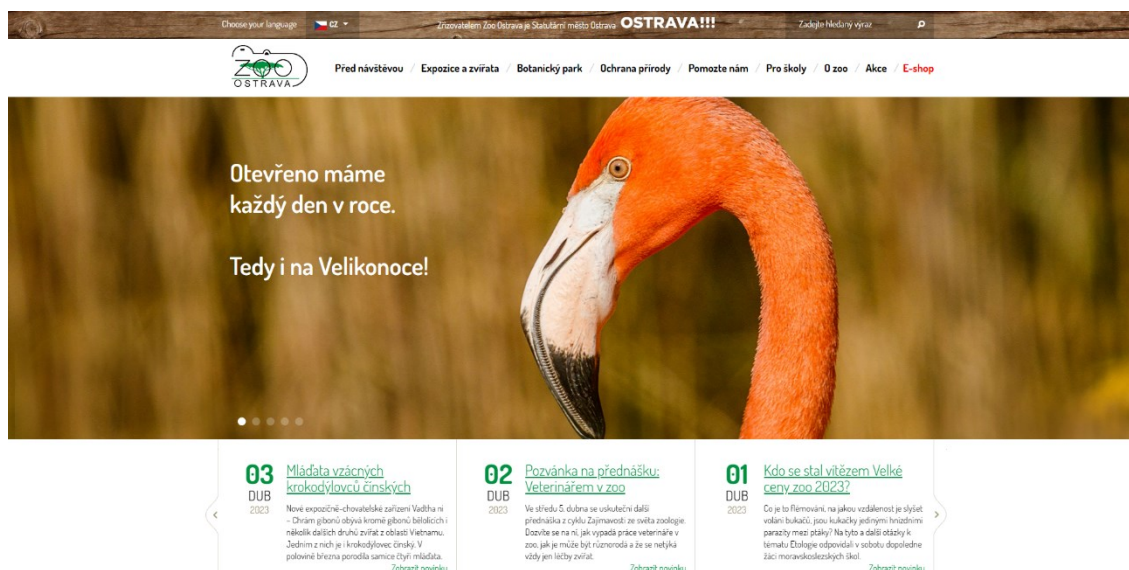 Choose your language CZ Zřizovatelem Zoo Ostrava je Statutární město Ostrava OSTRAVA!!! Zadejte hledaný výraz
ZOO
OSTRAVA
Před návštěvou / Expozice a zvířata / Botanický park / Ochrana přírody / Pomozte nám / Pro školy / O zoo / Akce / E-shop
Otevřeno máme
každý den v roce.
Tedy i na Velikonoce!
03
DUB
2023
Mláďata vzácných
krokodýlovců čínských
Nové expozičně-chovatelské zařízení Vadtha ni
– Chrám gibonů obývá kromě gibonů bělolících i
několik dalších druhů zvířat z oblasti Vietnamu.
Jedním z nich je i krokodýlovec čínský. V
polovině března porodila samice čtyři mláďata.
Zobrazit novinku
02
DUB
2023
Pozvánka na přednášku:
Veterinářem v zoo
Ve středu 5. dubna se uskuteční další
přednáška z cyklu Zajímavosti ze světa zoologie.
Dozvíte se na ní, jak vypadá práce veterináře v
zoo, jak je může být různorodá a že se netýká
vždy jen léčby zvířat.
Zobrazit novinku
01
DUB
2023
Kdo se stal vítězem Velké
ceny zoo 2023?
Co je to flémování, na jakou vzdálenost je slyšet
volání bukačů, jsou kukačky jedinými hnízdními
parazity mezi ptáky? Na tyto a další otázky k
tématu Etologie odpovídali v sobotu dopoledne
žáci moravskoslezských škol.
Zobrazit novinku